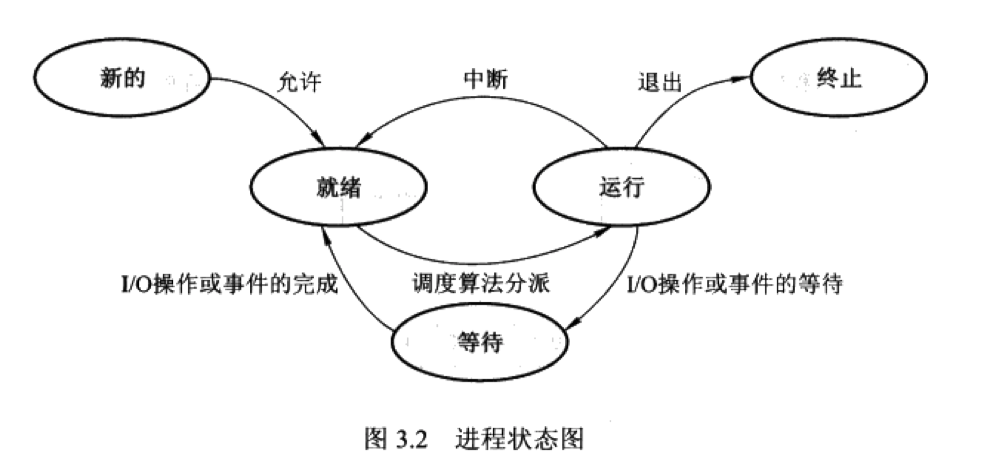 新的
允许
中断
退出
终止
就绪
运行
I/O操作或事件的完成
调度算法分派
I/O操作或事件的等待
等待
图 3.2 进程状态图